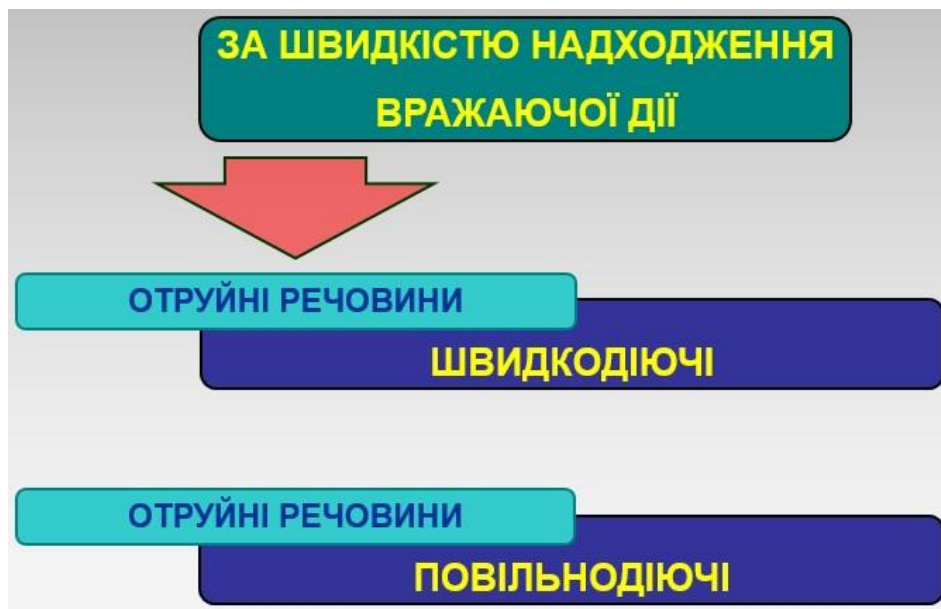 ЗА ШВИДКІСТЮ НАДХОДЖЕННЯ
ВРАЖАЮЧОЇ ДІЇ
ОТРУЙНІ РЕЧОВИНИ
ШВИДКОДІЮЧІ
ОТРУЙНІ РЕЧОВИНИ
ПОВІЛЬНОДІЮЧІ